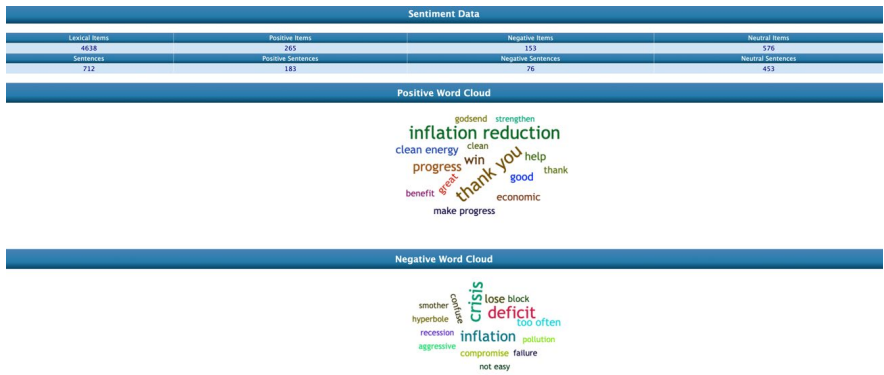 Sentiment Data
Lexical Items Positive Items Negative Items Neutral Items
4638 265 153 576
Sentences Positive Sentences Negative Sentences Neutral Sentences
712 183 76 453
Positive Word Cloud
godsend strengthen
inflation reduction
clean energy clean
progress win thank you help
great good thank
benefit economic
make progress
Negative Word Cloud
smother confuse crisis lose block
hyperbole deficit
too often
recession inflation pollution
aggressive compromise failure
not easy